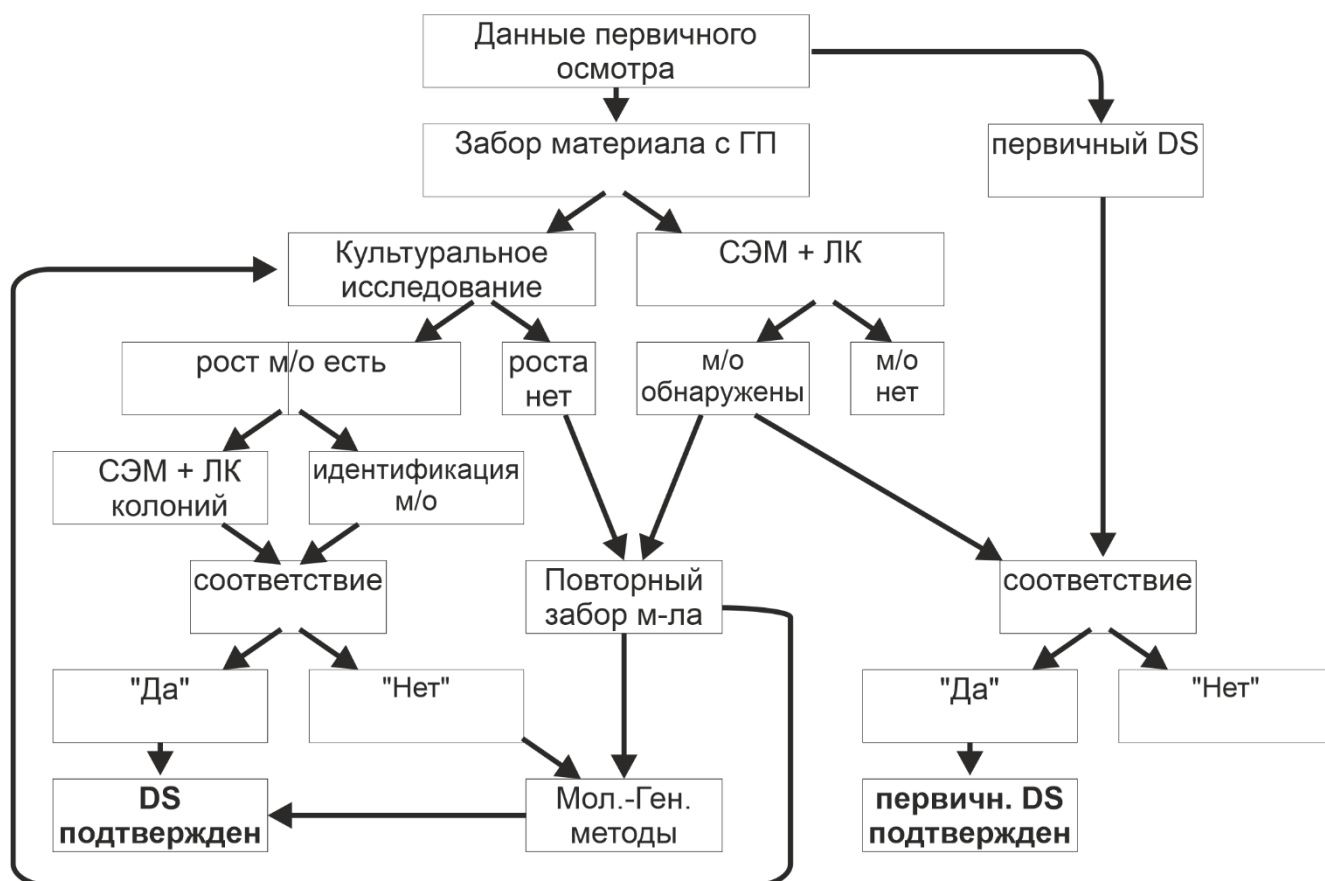 Данные первичного
осмотра
Забор материала с ГП
первичный DS
Культуральное
исследование
СЭМ + ЛК
рост м/о есть
роста
нет
м/о
обнаружены
м/о
нет
СЭМ + ЛК
колоний
идентификация
м/о
соответствие
Повторный
забор м-ла
соответствие
"Да"
"Нет"
"Да"
"Нет"
DS
подтвержден
Мол.-Ген.
методы
первичн. DS
подтвержден